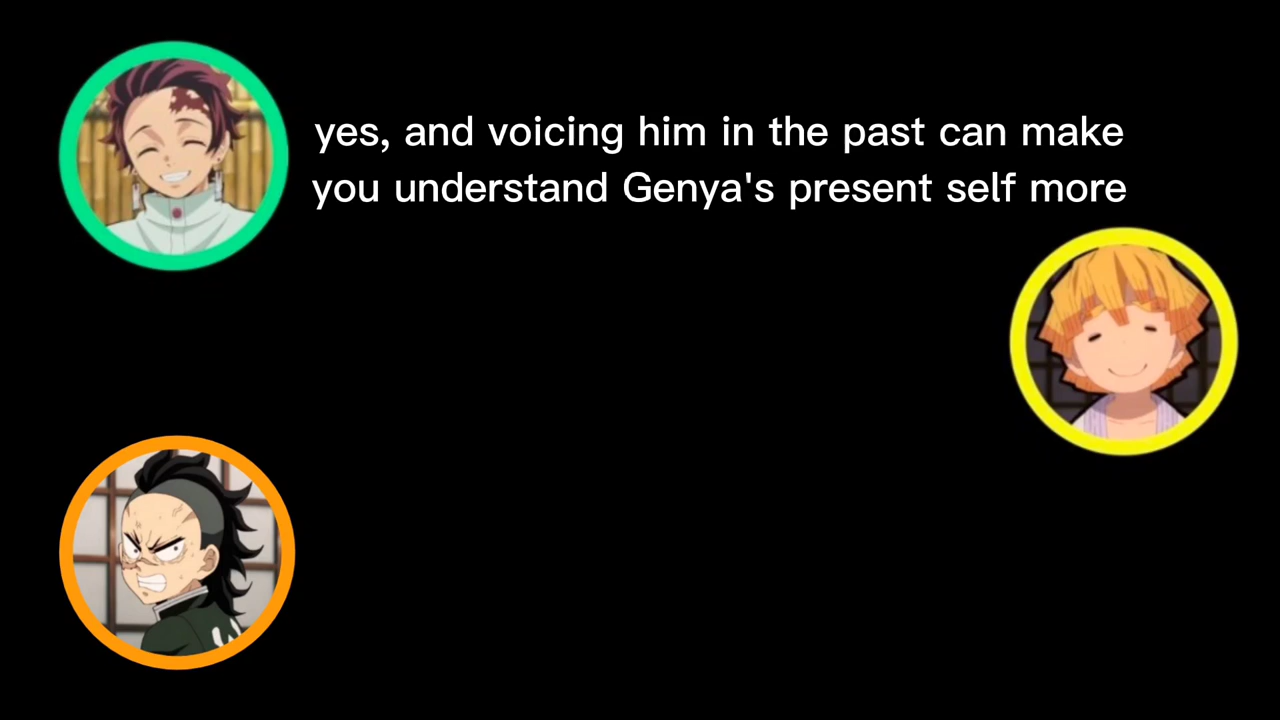 yes, and voicing him in the past can make
you understand Genya's present self more